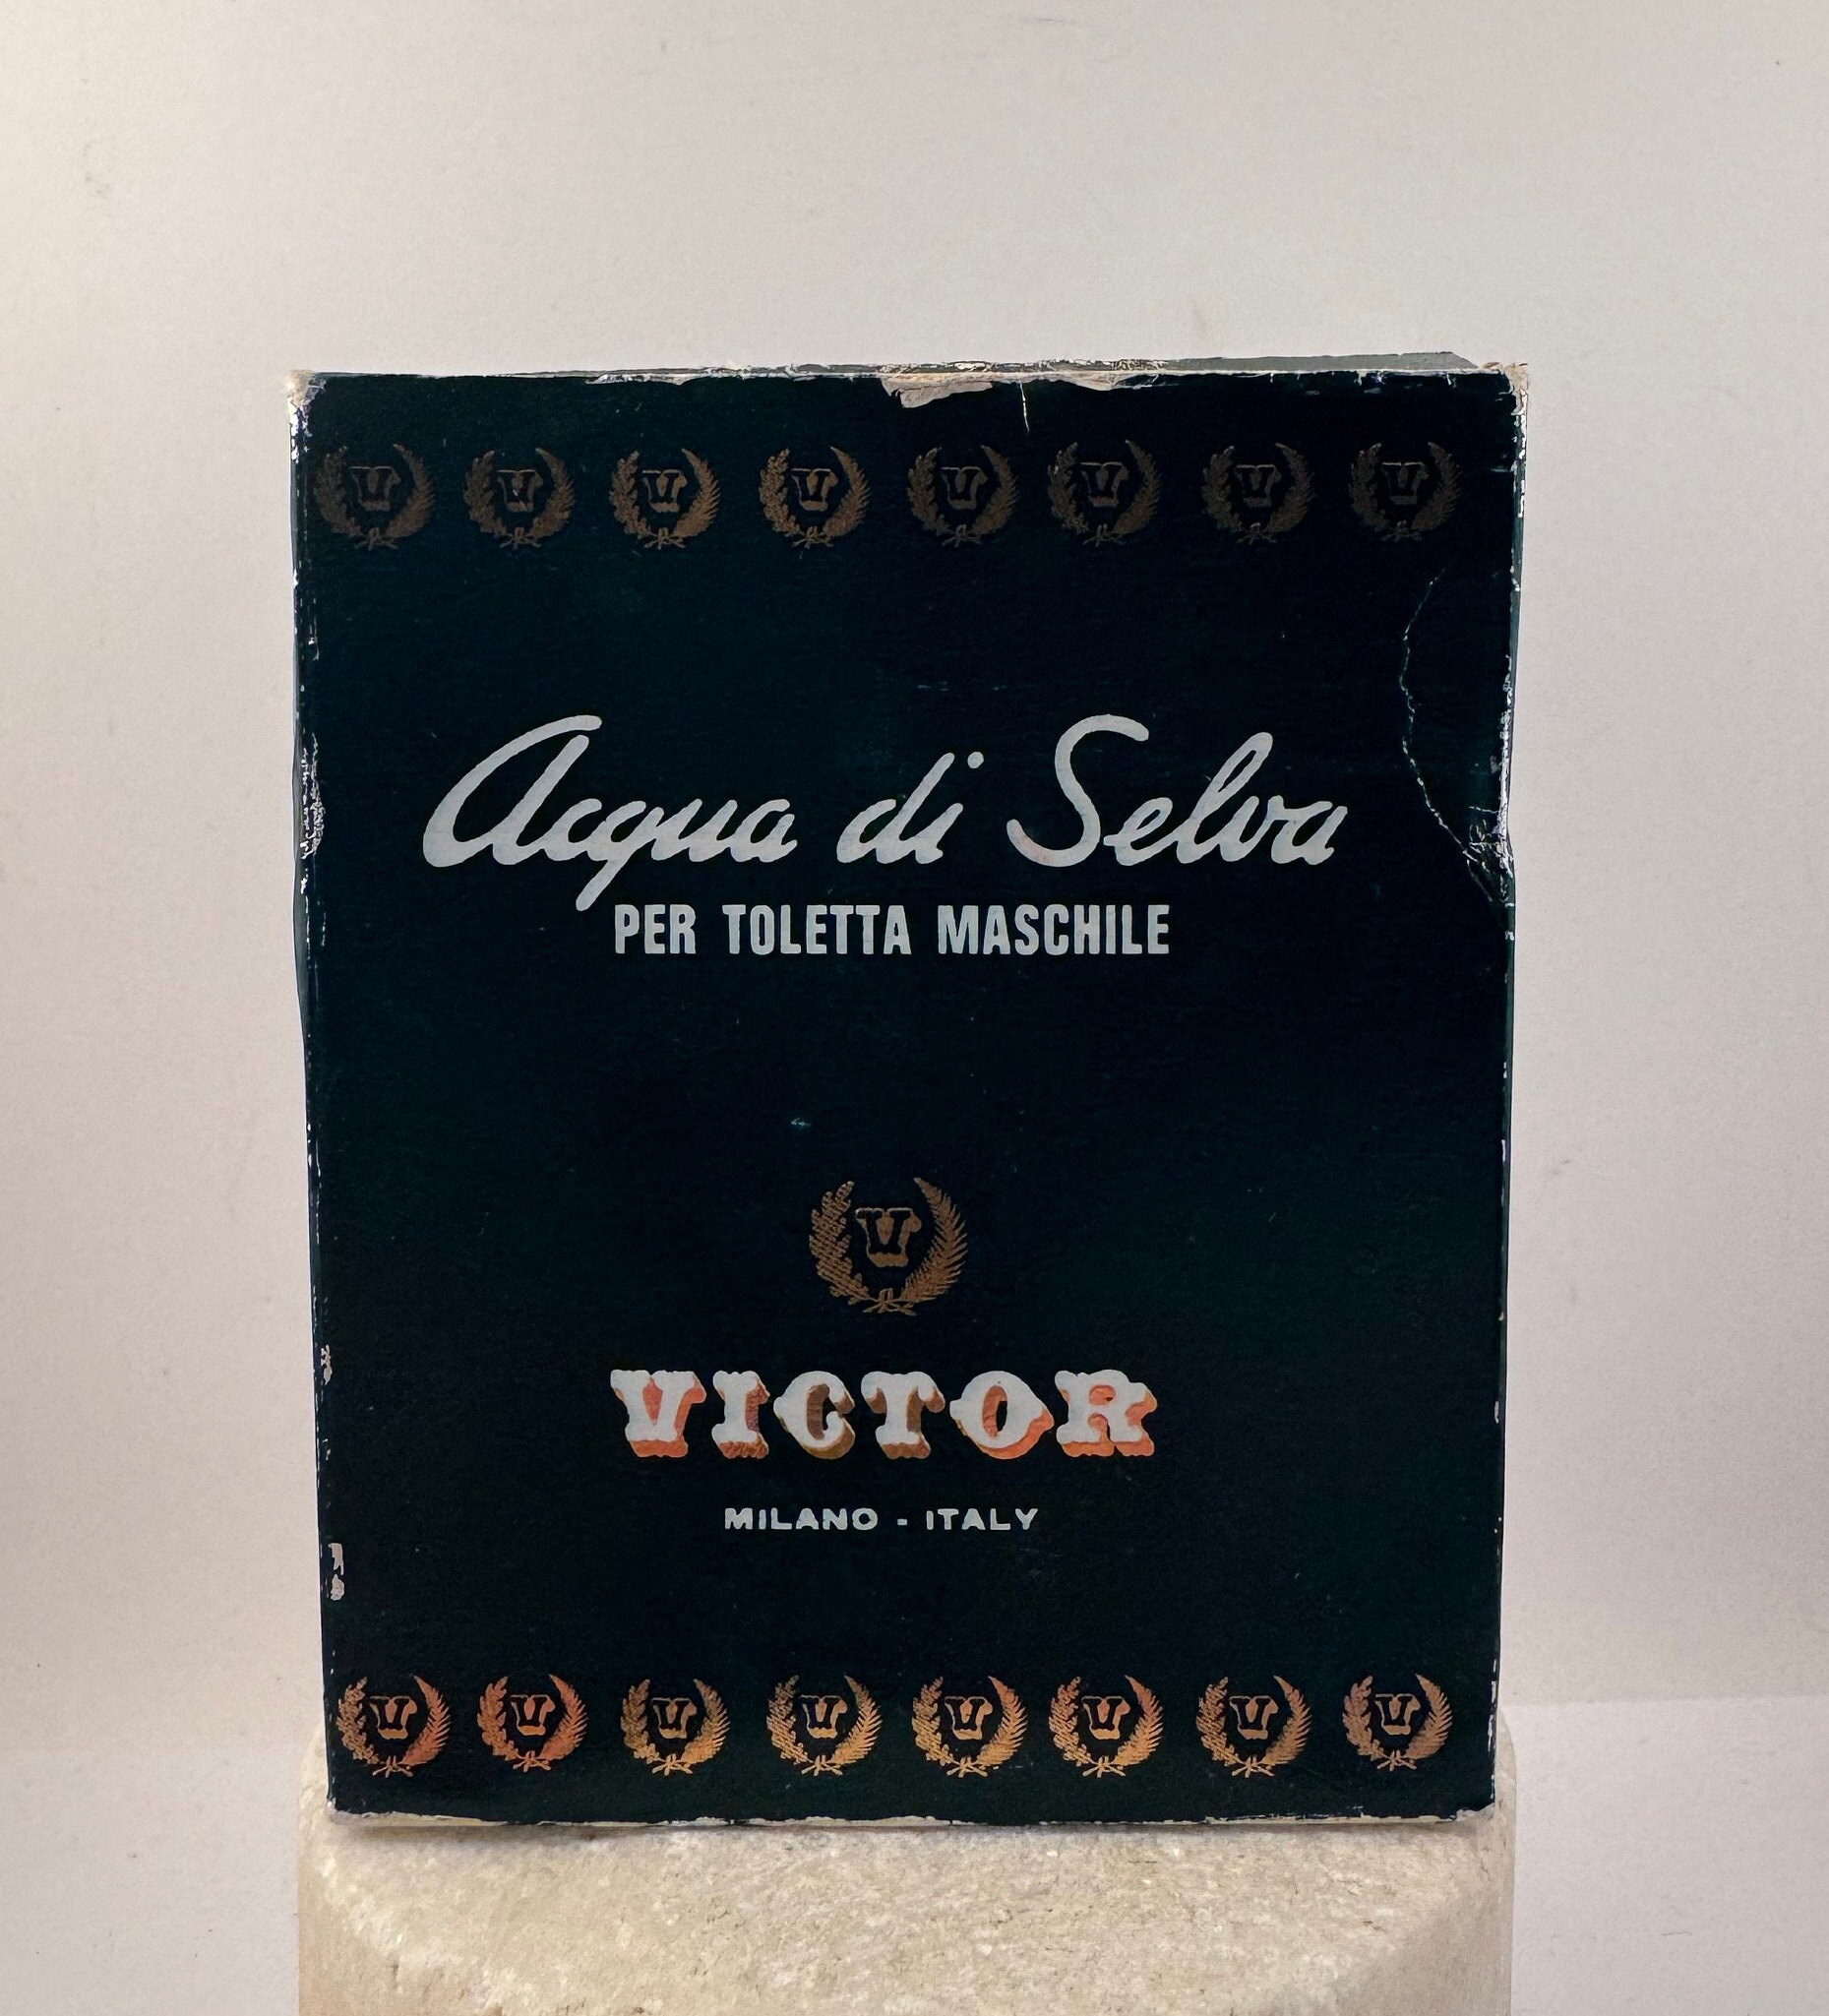 V V V V V V V V
Acqua di Selva
PER TOLETTA MASCHILE
V
VICTOR
MILANO - ITALY
V V V V V V V V